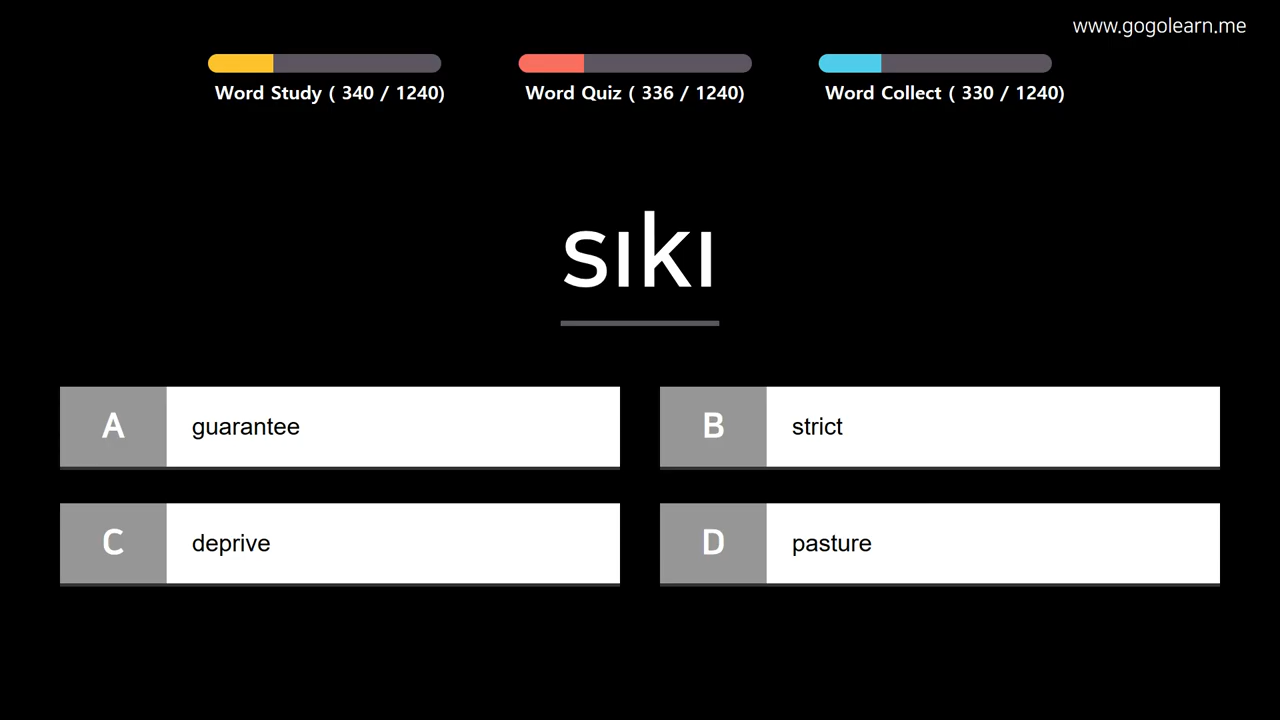 www.gogolearn.me
Word Study ( 340 / 1240)
Word Quiz ( 336 / 1240)
Word Collect ( 330 / 1240)
sıkı
A guarantee
B strict
C deprive
D pasture